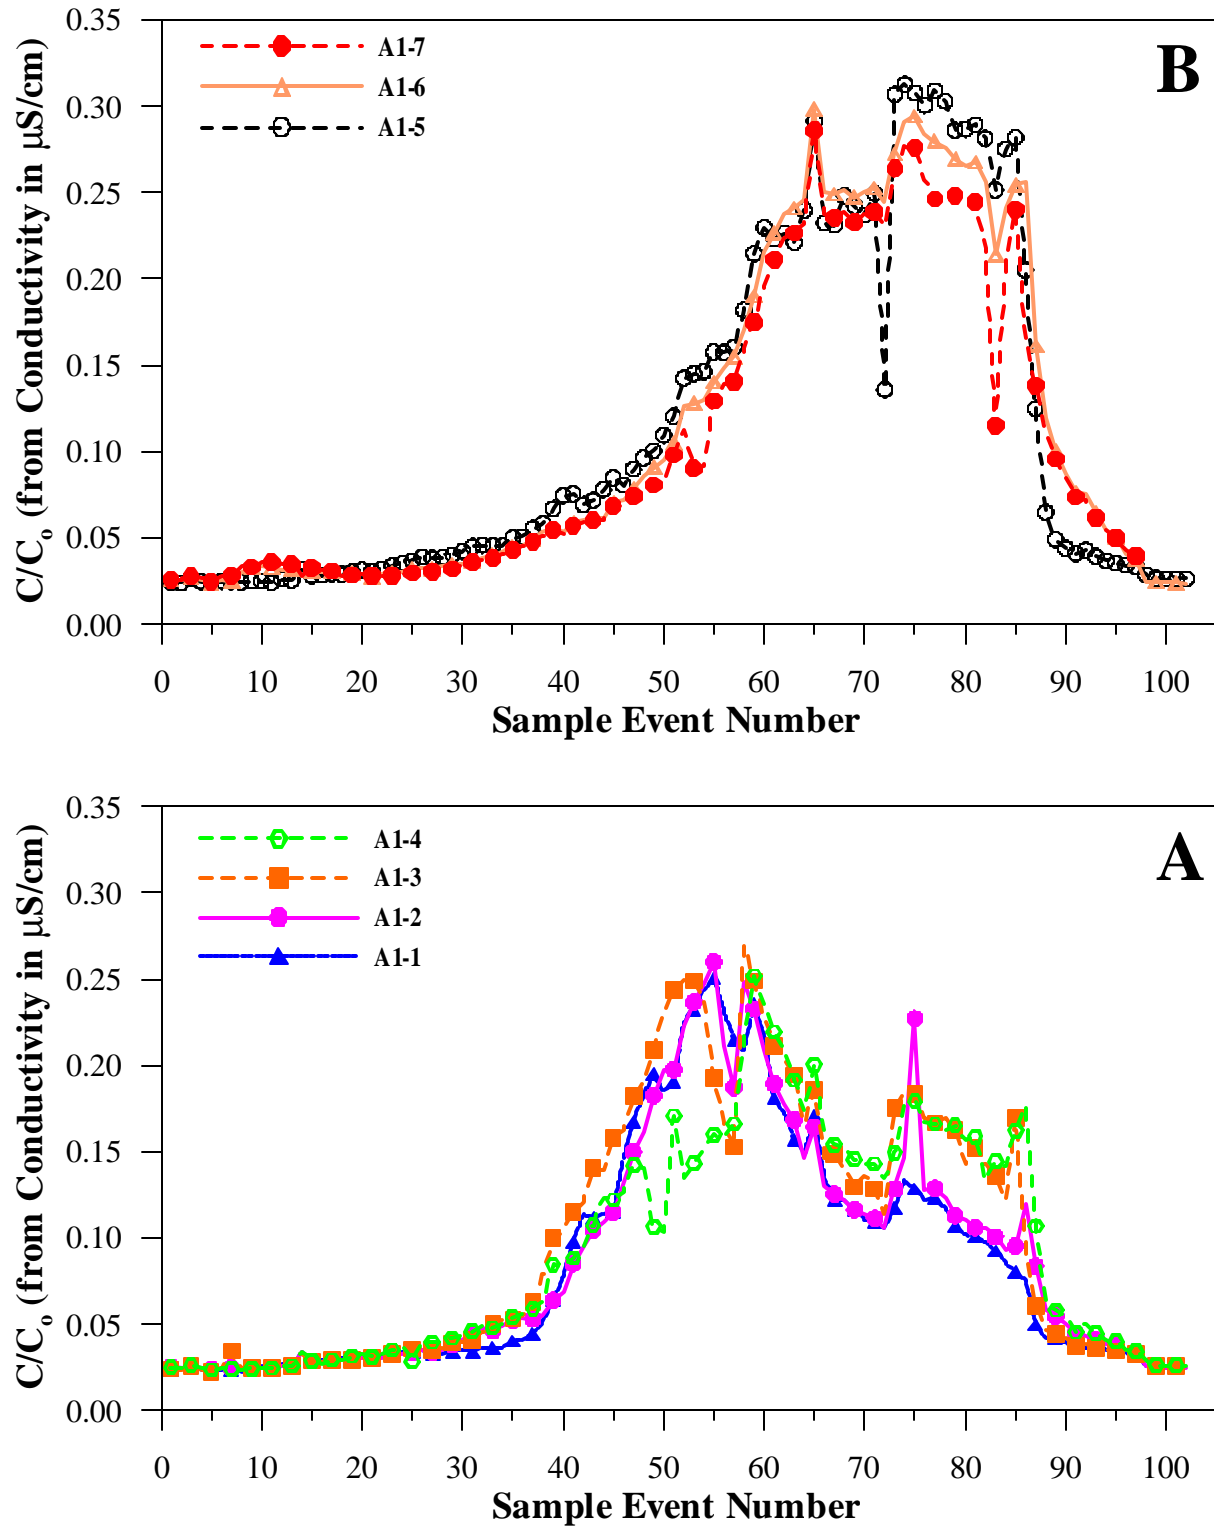 0.35
0.30
0.25
0.20
0.15
0.10
0.05
0.00
C/Co (from Conductivity in μS/cm)
A1-7
A1-6
A1-5
B
0 10 20 30 40 50 60 70 80 90 100
Sample Event Number
0.35
0.30
0.25
0.20
0.15
0.10
0.05
0.00
C/Co (from Conductivity in μS/cm)
A1-4
A1-3
A1-2
A1-1
A
0 10 20 30 40 50 60 70 80 90 100
Sample Event Number